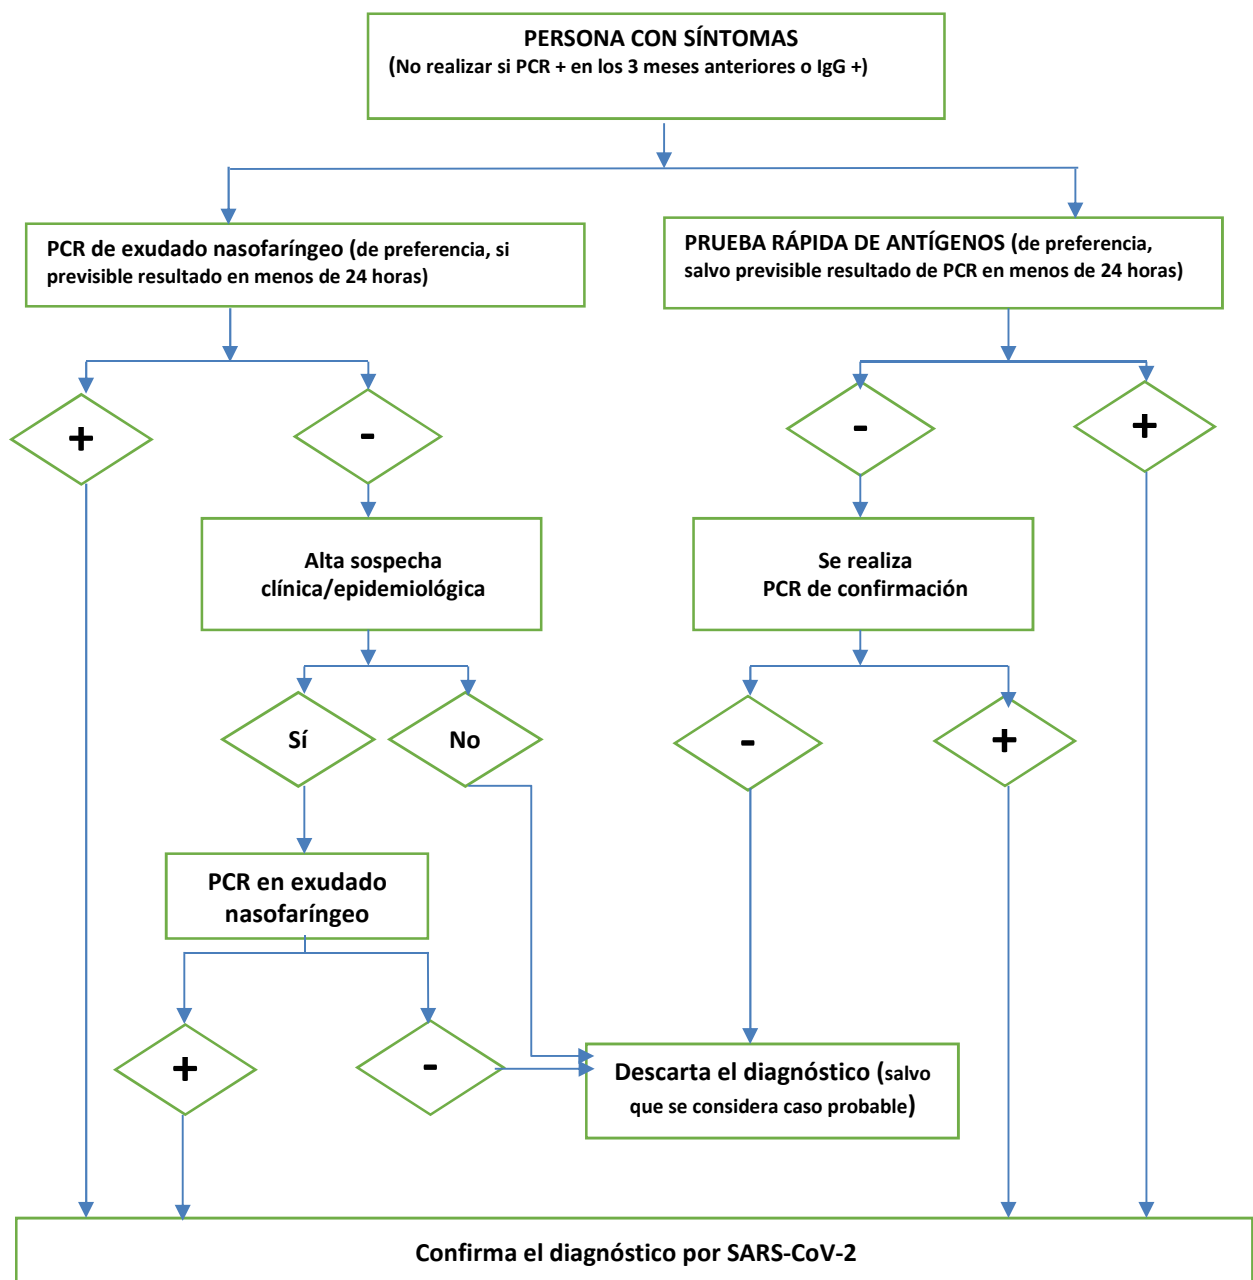 PERSONA CON SÍNTOMAS
(No realizar si PCR + en los 3 meses anteriores o IgG +)
PCR de exudado nasofaríngeo (de preferencia, si
previsible resultado en menos de 24 horas)
PRUEBA RÁPIDA DE ANTÍGENOS (de preferencia,
salvo previsible resultado de PCR en menos de 24 horas)
+
-
-
+
Alta sospecha
clínica/epidemiológica
Se realiza
PCR de confirmación
Sí
No
-
+
PCR en exudado
nasofaríngeo
+
-
Descarta el diagnóstico (salvo
que se considera caso probable)
Confirma el diagnóstico por SARS-CoV-2